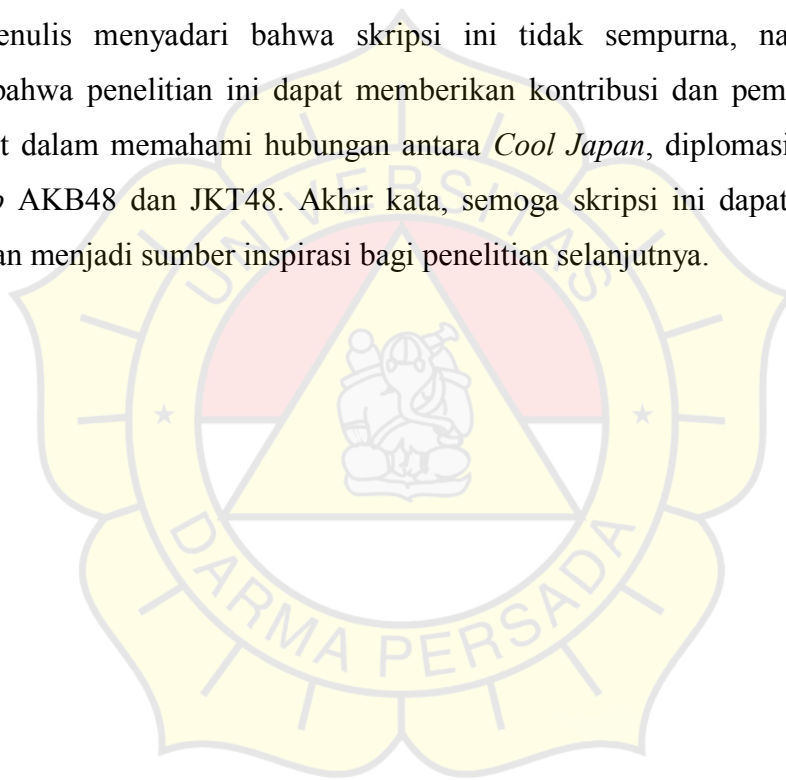 enulis menyadari bahwa skripsi ini tidak sempurna, na
bahwa penelitian ini dapat memberikan kontribusi dan pem
t dalam memahami hubungan antara Cool Japan, diplomasi
AKB48 dan JKT48. Akhir kata, semoga skripsi ini dapat
an menjadi sumber inspirasi bagi penelitian selanjutnya.
UNIVERSITAS
DARMA PERSADA